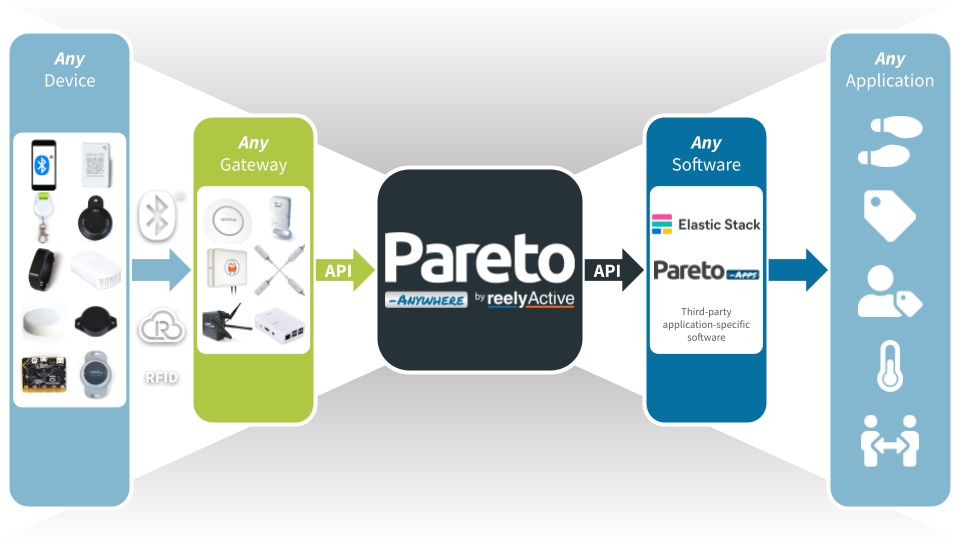 Any
Device
RFID
Any
Gateway
API
Pareto
-ANYWHERE
by reelyActive
API
Any
Software
Elastic Stack
Pareto -APPS
Third-party
application-specific
software
Any
Application